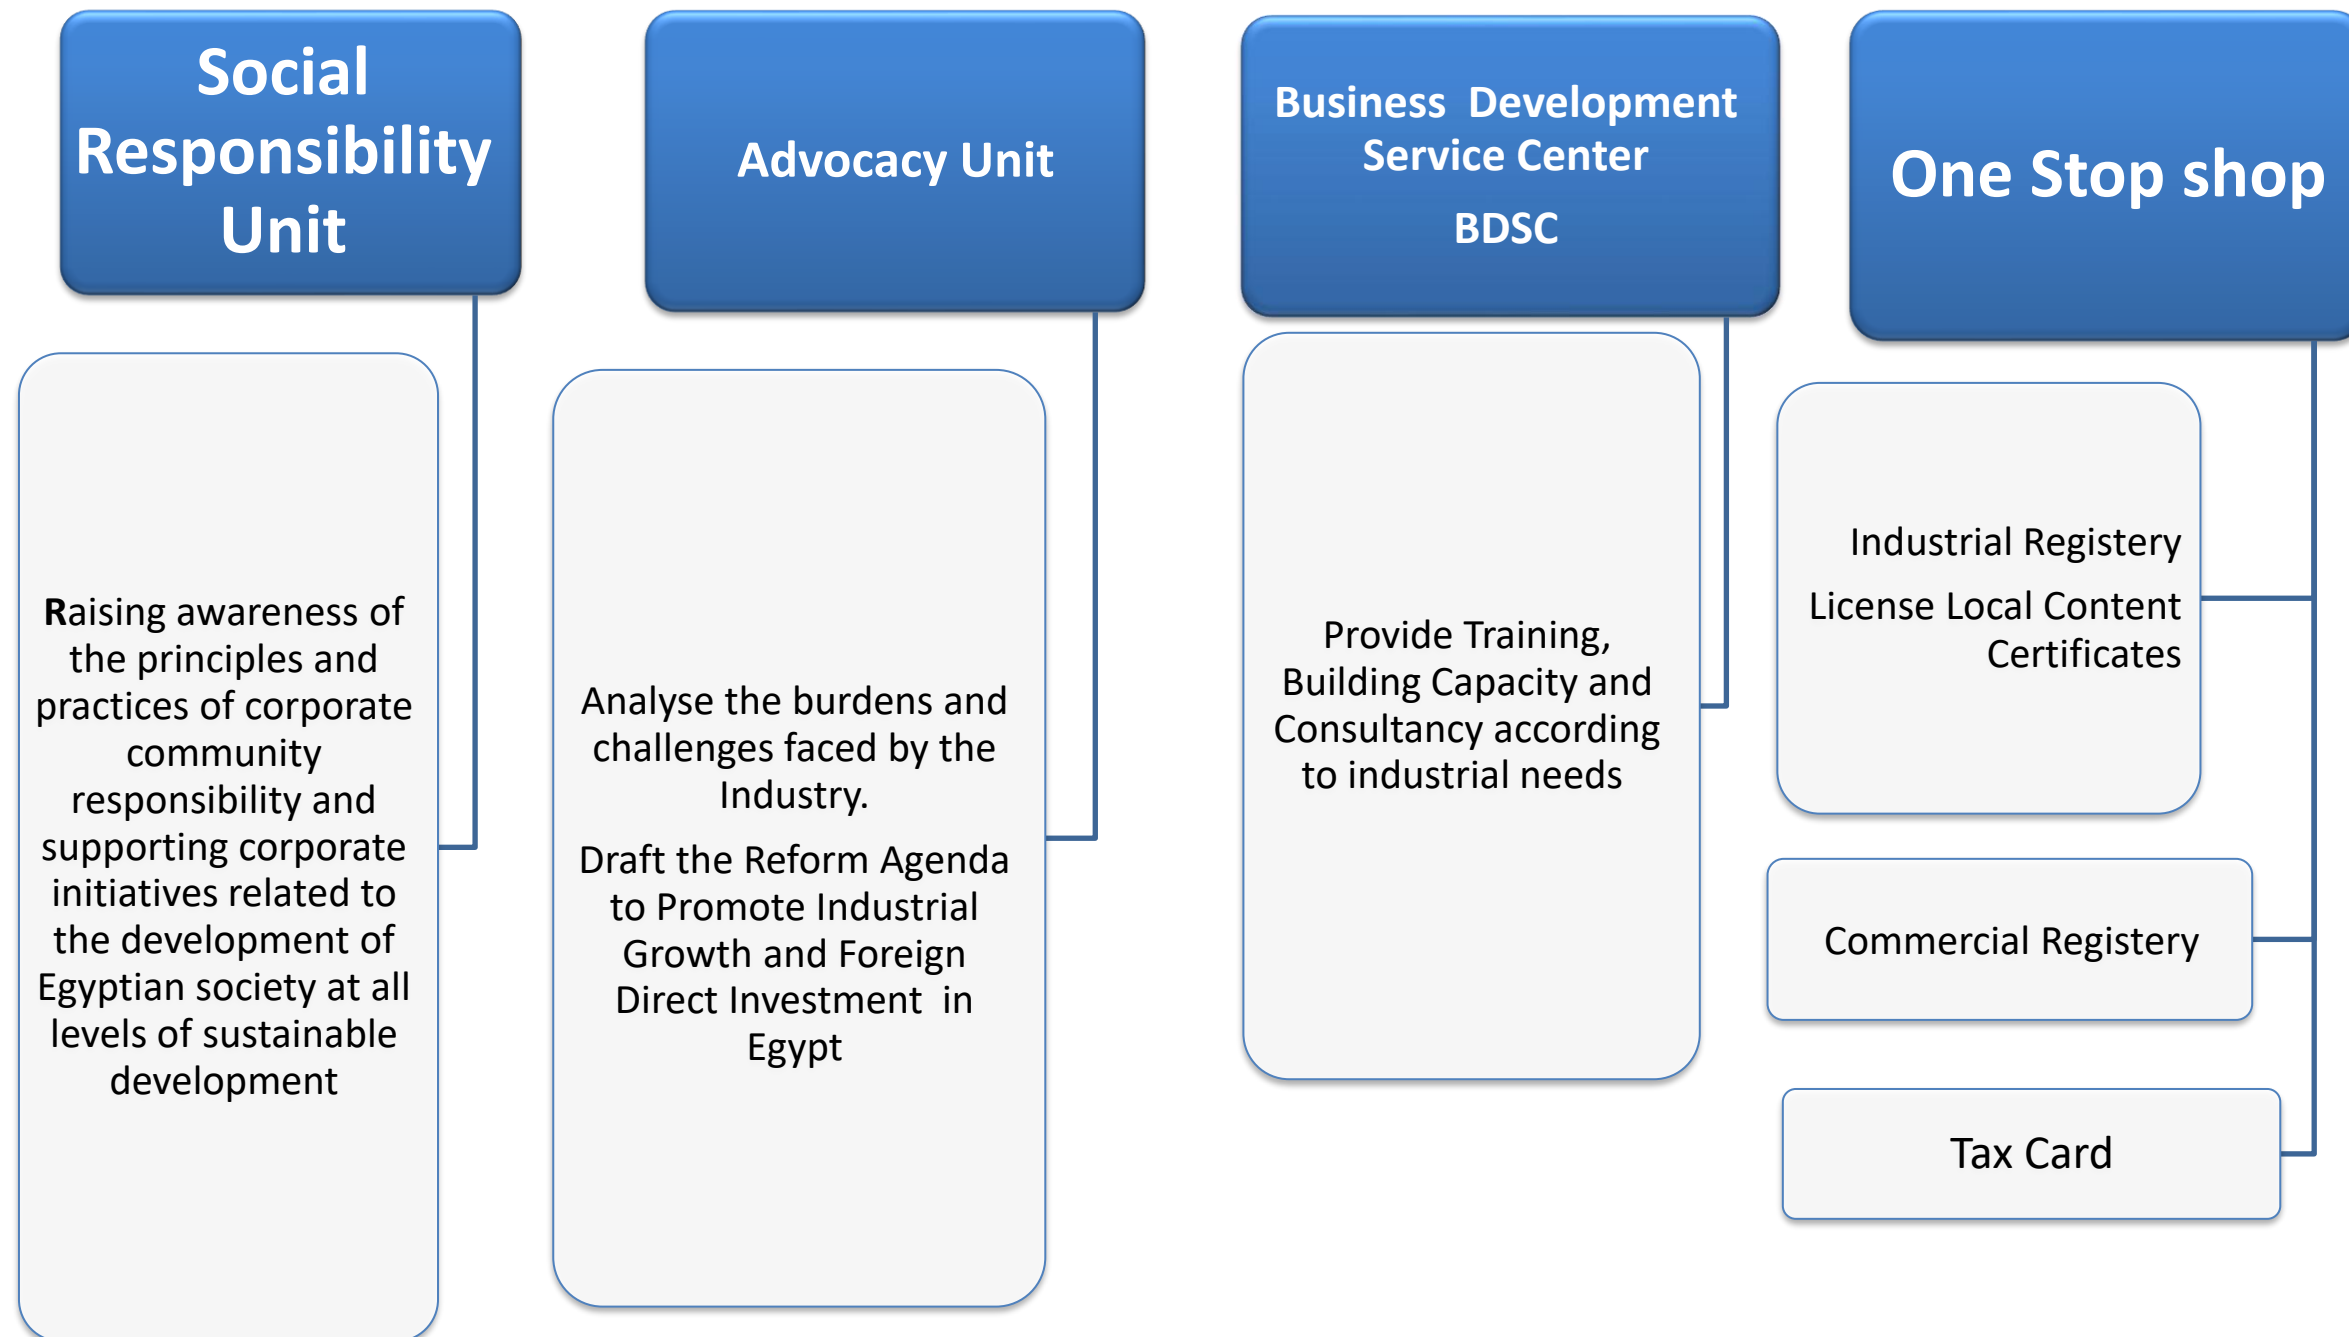 Social
Responsibility
Unit
Raising awareness of
the principles and
practices of corporate
community
responsibility and
supporting corporate
initiatives related to
the development of
Egyptian society at all
levels of sustainable
development
Advocacy Unit
Analyse the burdens and
challenges faced by the
Industry.
Draft the Reform Agenda
to Promote Industrial
Growth and Foreign
Direct Investment  in
Egypt
Business  Development
Service Center
BDSC
Provide Training,
Building Capacity and
Consultancy according
to industrial needs
One Stop shop
Industrial Registery
License Local Content
Certificates
Commercial Registery
Tax Card